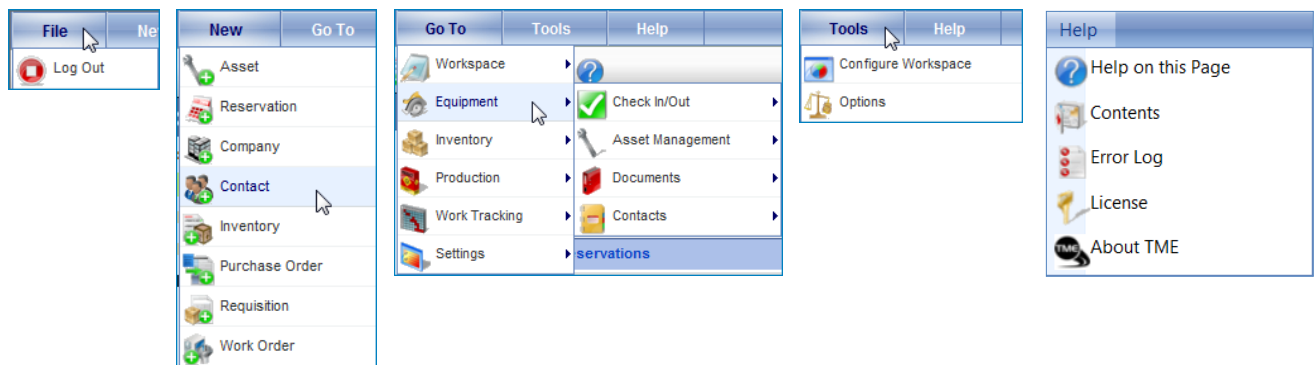 File
Ne
Log Out
New
Go To
Asset
Reservation
Company
Contact
Inventory
Purchase Order
Requisition
Work Order
Go To
Tools
Help
Workspace
Equipment
Inventory
Production
Work Tracking
Settings
Check In/Out
Asset Management
Documents
Contacts
servations
Tools
Help
Configure Workspace
Options
Help
Help on this Page
Contents
Error Log
License
TME
About TME